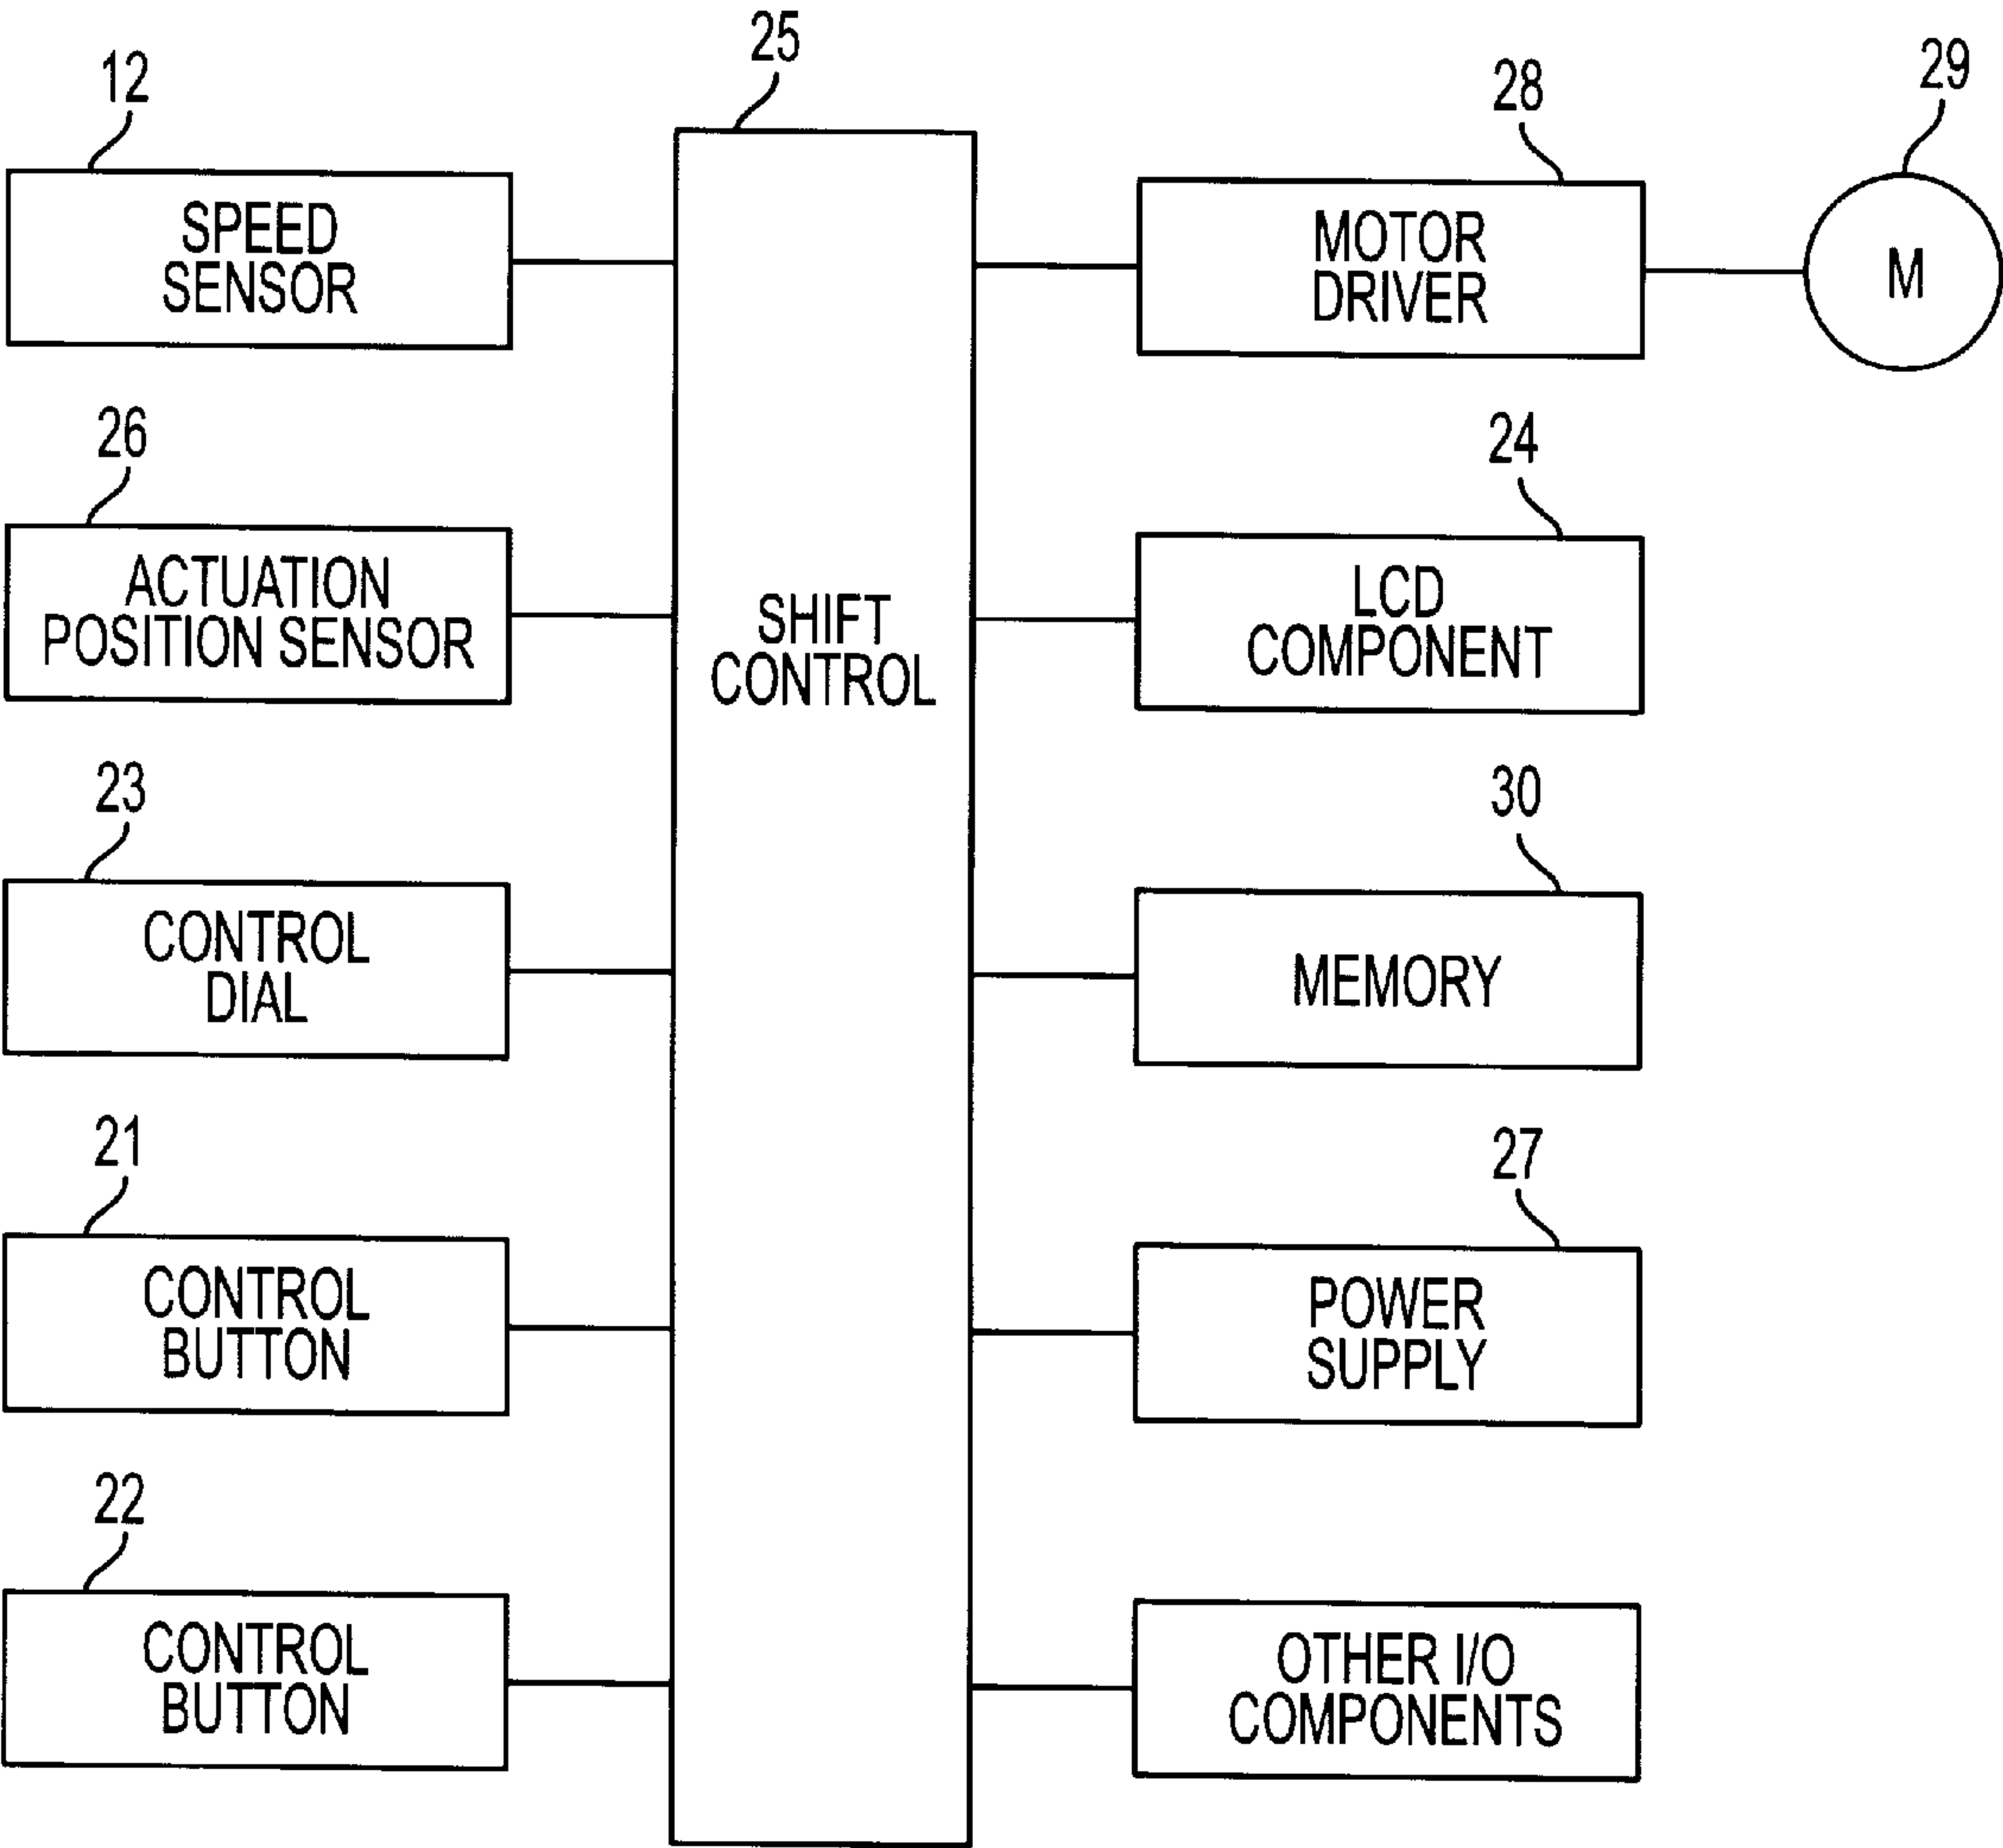 25
12
28
29
SPEED
SENSOR
MOTOR
DRIVER
M
26
24
ACTUATION
POSITION SENSOR
SHIFT
CONTROL
LCD
COMPONENT
23
30
CONTROL
DIAL
MEMORY
21
27
CONTROL
BUTTON
POWER
SUPPLY
22
CONTROL
BUTTON
OTHER I/O
COMPONENTS